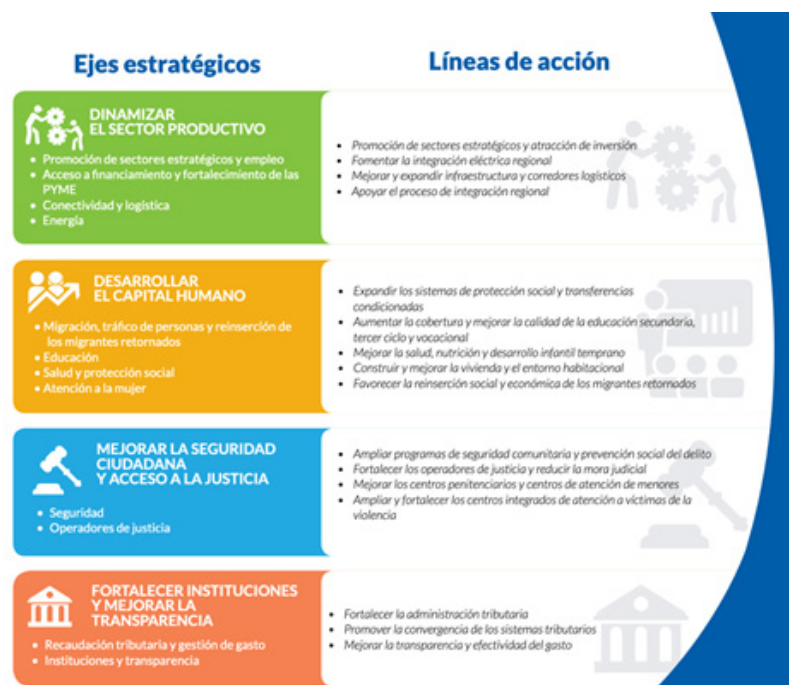 Ejes estratégicos
Líneas de acción
DINAMIZAR
EL SECTOR PRODUCTIVO
• Promoción de sectores estratégicos y empleo
• Acceso a financiamiento y fortalecimiento de las
PYME
• Conectividad y logística
• Energía
• Promoción de sectores estratégicos y atracción de inversión
• Fomentar la integración eléctrica regional
• Mejorar y expandir infraestructura y corredores logísticos
• Apoyar el proceso de integración regional
DESARROLLAR
EL CAPITAL HUMANO
• Migración, tráfico de personas y reinserción de
los migrantes retornados
• Educación
• Salud y protección social
• Atención a la mujer
• Expandir los sistemas de protección social y transferencias
condicionadas
• Aumentar la cobertura y mejorar la calidad de la educación secundaria,
tercer ciclo y vocacional
• Mejorar la salud, nutrición y desarrollo infantil temprano
• Construir y mejorar la vivienda y el entorno habitacional
• Favorecer la reinserción social y económica de los migrantes retornados
MEJORAR LA SEGURIDAD
CIUDADANA
Y ACCESO A LA JUSTICIA
• Seguridad
• Operadores de justicia
• Ampliar programas de seguridad comunitaria y prevención social del delito
• Fortalecer los operadores de justicia y reducir la mora judicial
• Mejorar los centros penitenciarios y centros de atención de menores
• Ampliar y fortalecer los centros integrados de atención a víctimas de la
violencia
FORTALECER INSTITUCIONES
Y MEJORAR LA
TRANSPARENCIA
• Recaudación tributaria y gestión de gasto
• Instituciones y transparencia
• Fortalecer la administración tributaria
• Promover la convergencia de los sistemas tributarios
• Mejorar la transparencia y efectividad del gasto